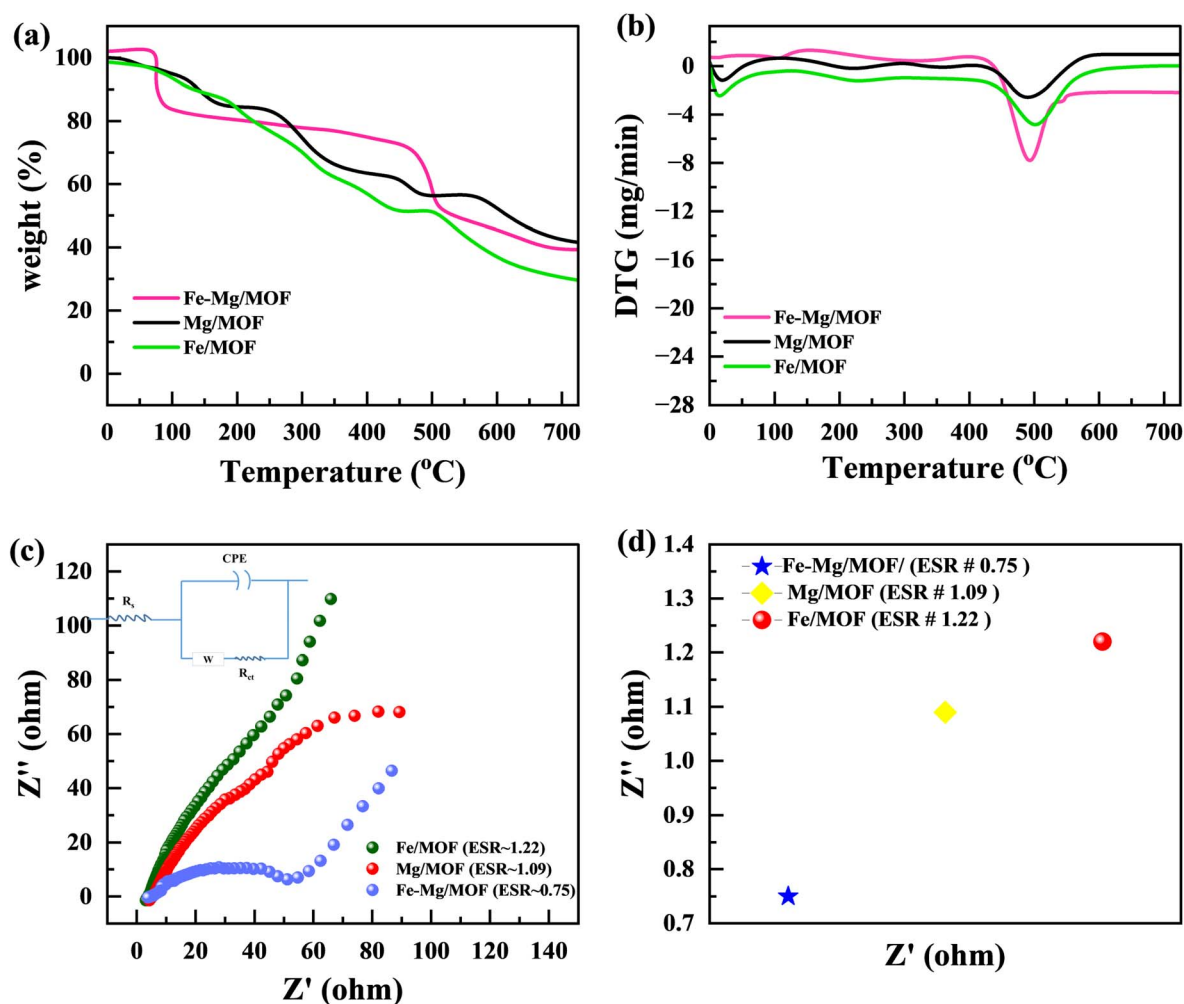 (a)
100
80
60
40
20
0
weight (%)
Fe-Mg/MOF
Mg/MOF
Fe/MOF
0 100 200 300 400 500 600 700
Temperature (°C)
(b)
0
−4
−8
−12
−16
−20
−24
−28
DTG (mg/min)
Fe-Mg/MOF
Mg/MOF
Fe/MOF
0 100 200 300 400 500 600 700
Temperature (°C)
(c)
120
100
80
60
40
20
0
Z'' (ohm)
CPE
Rs
W
Rct
Fe/MOF (ESR~1.22)
Mg/MOF (ESR~1.09)
Fe-Mg/MOF (ESR~0.75)
0 20 40 60 80 100 120 140
Z' (ohm)
(d)
1.4
1.3
1.2
1.1
1.0
0.9
0.8
0.7
Z'' (ohm)
Fe-Mg/MOF/ (ESR # 0.75 )
Mg/MOF (ESR # 1.09)
Fe/MOF (ESR # 1.22 )
Z' (ohm)